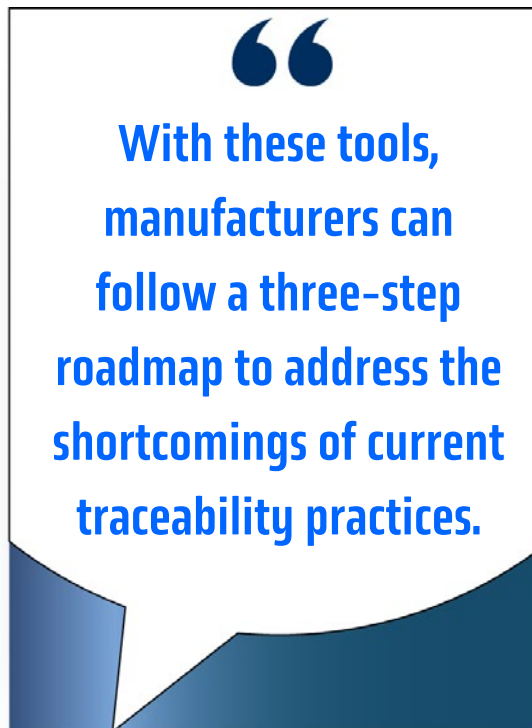 “
With these tools,
manufacturers can
follow a three-step
roadmap to address the
shortcomings of current
traceability practices.